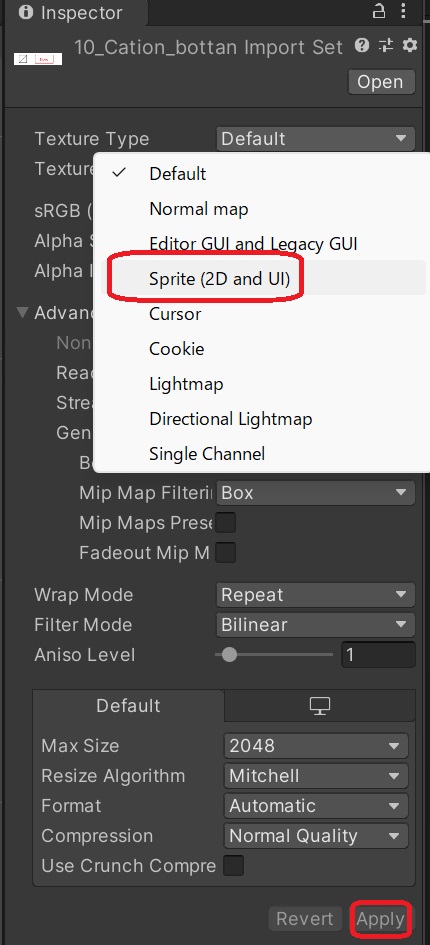 Inspector
10_Cation_bottan Import Set
Open
Texture Type Default
Texture
Default
Normal map
sRGB (
Editor GUI and Legacy GUI
Alpha S
Sprite (2D and UI)
Alpha I
Cursor
Advan
Cookie
Non
Lightmap
Read
Directional Lightmap
Strea
Single Channel
Gen
Bo
Mip Map Filteri Box
Mip Maps Prese
Fadeout Mip M
Wrap Mode Repeat
Filter Mode Bilinear
Aniso Level 1
Default
Max Size 2048
Resize Algorithm Mitchell
Format Automatic
Compression Normal Quality
Use Crunch Compre
Revert Apply